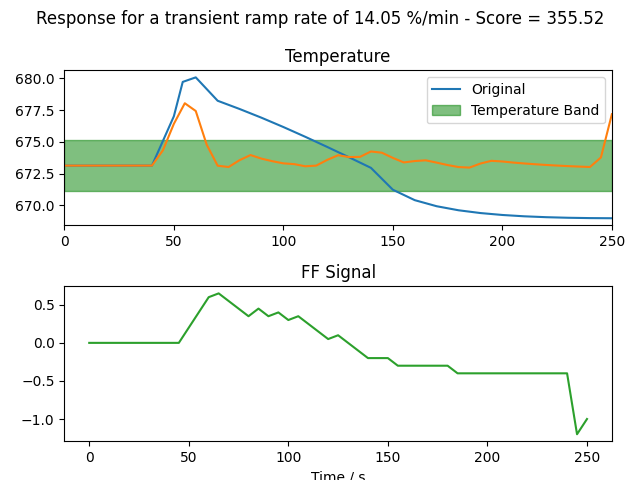 Response for a transient ramp rate of 14.05 %/min - Score = 355.52
Temperature
680.0
677.5
675.0
672.5
670.0
Original
Temperature Band
0 50 100 150 200 250
FF Signal
0.5
0.0
−0.5
−1.0
0 50 100 150 200 250
Time / s